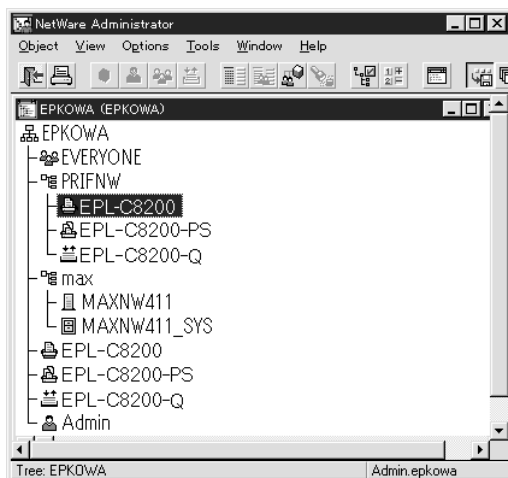 NetWare Administrator
Object View Options Tools Window Help
EPKOWA (EPKOWA)
EPKOWA
EVERYONE
PRIFNW
EPL-C8200
EPL-C8200-PS
EPL-C8200-Q
max
MAXNW411
MAXNW411_SYS
EPL-C8200
EPL-C8200-PS
EPL-C8200-Q
Admin
Tree: EPKOWA Admin.epkowa